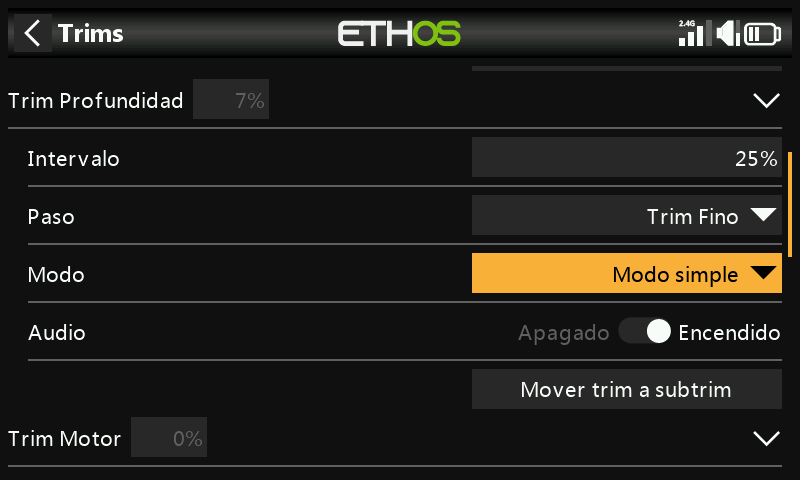 Trims
ETHOS
2.4G
Trim Profundidad 7%
Intervalo 25%
Paso Trim Fino
Modo Modo simple
Audio Apagado Encendido
Mover trim a subtrim
Trim Motor 0%